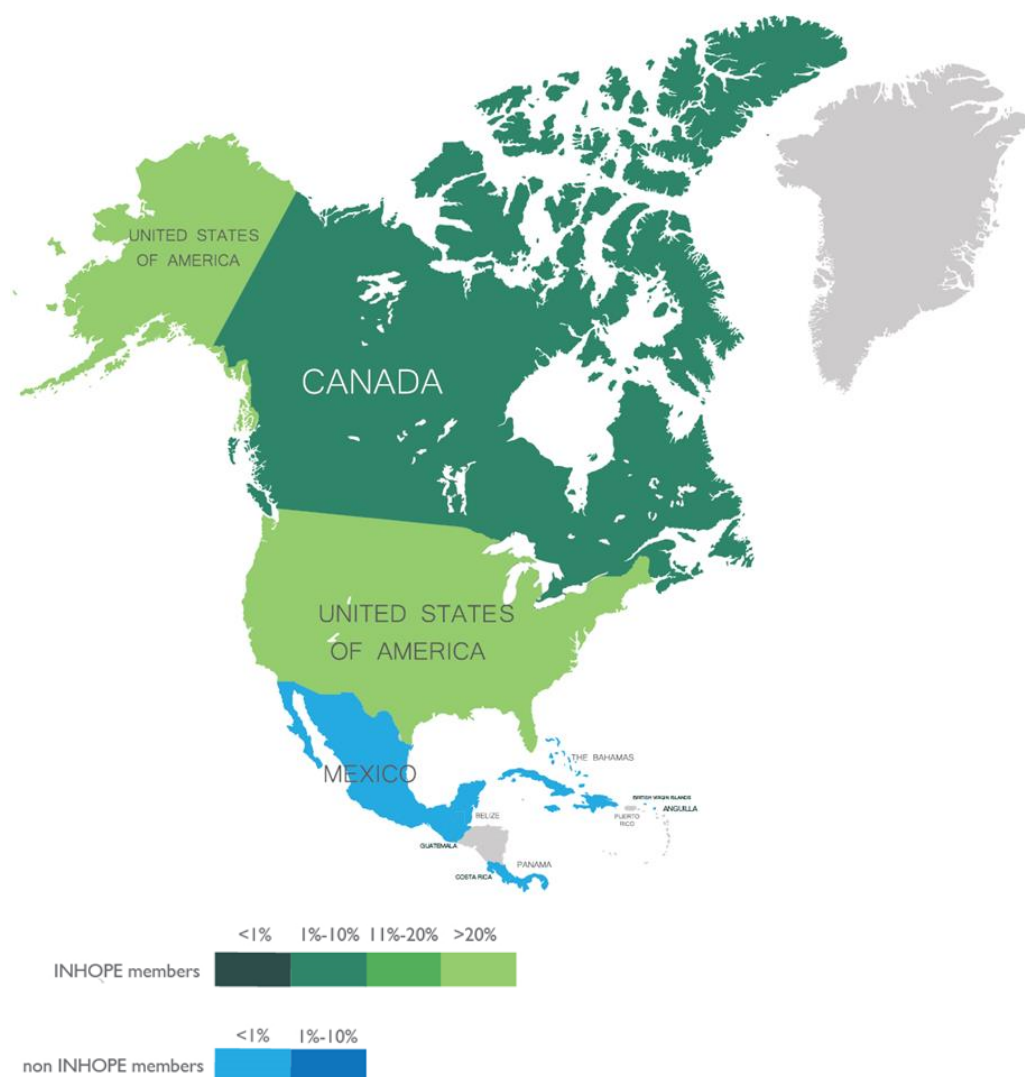 UNITED STATES
OF AMERICA
CANADA
UNITED STATES
OF AMERICA
MEXICO
THE BAHAMAS
BRITISH VIRGIN ISLANDS
ANGUILLA
PUERTO
RICO
BELIZE
GUATEMALA
PANAMA
COSTA RICA
<1% 1%-10% 11%-20% >20%
INHOPE members
<1% 1%-10%
non INHOPE members